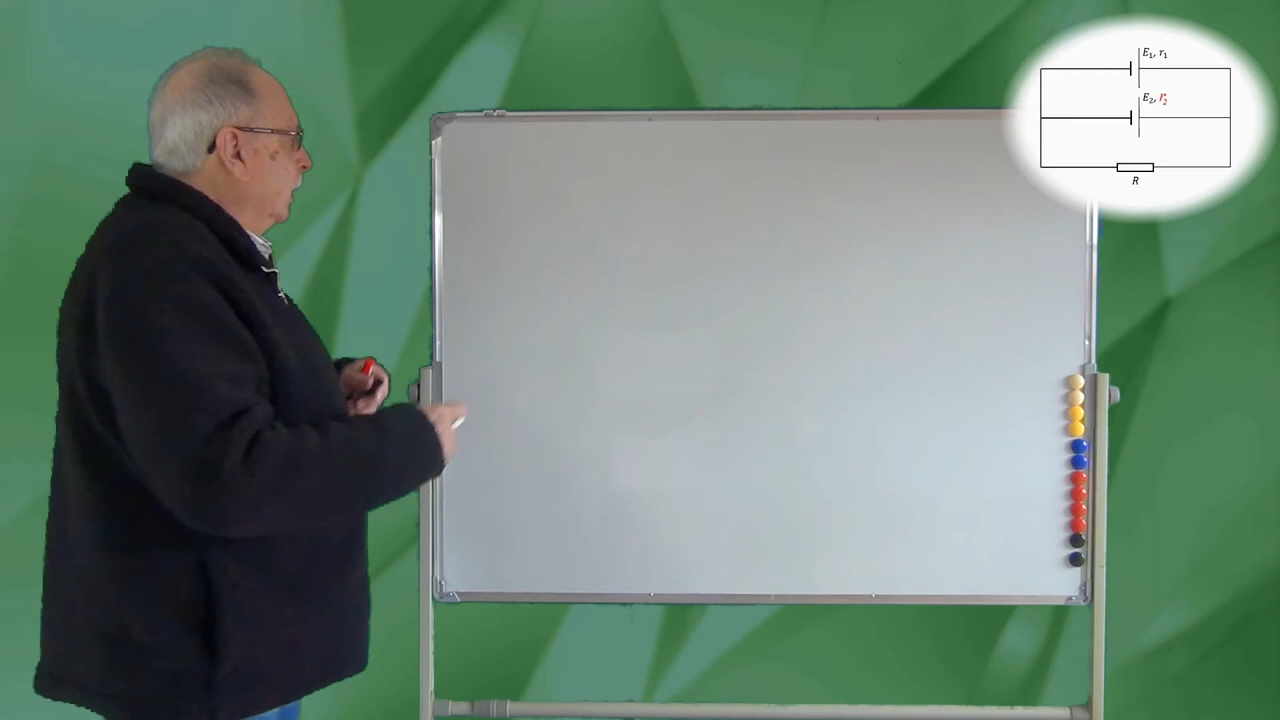 E₁, r₁
E₂, r₂
R